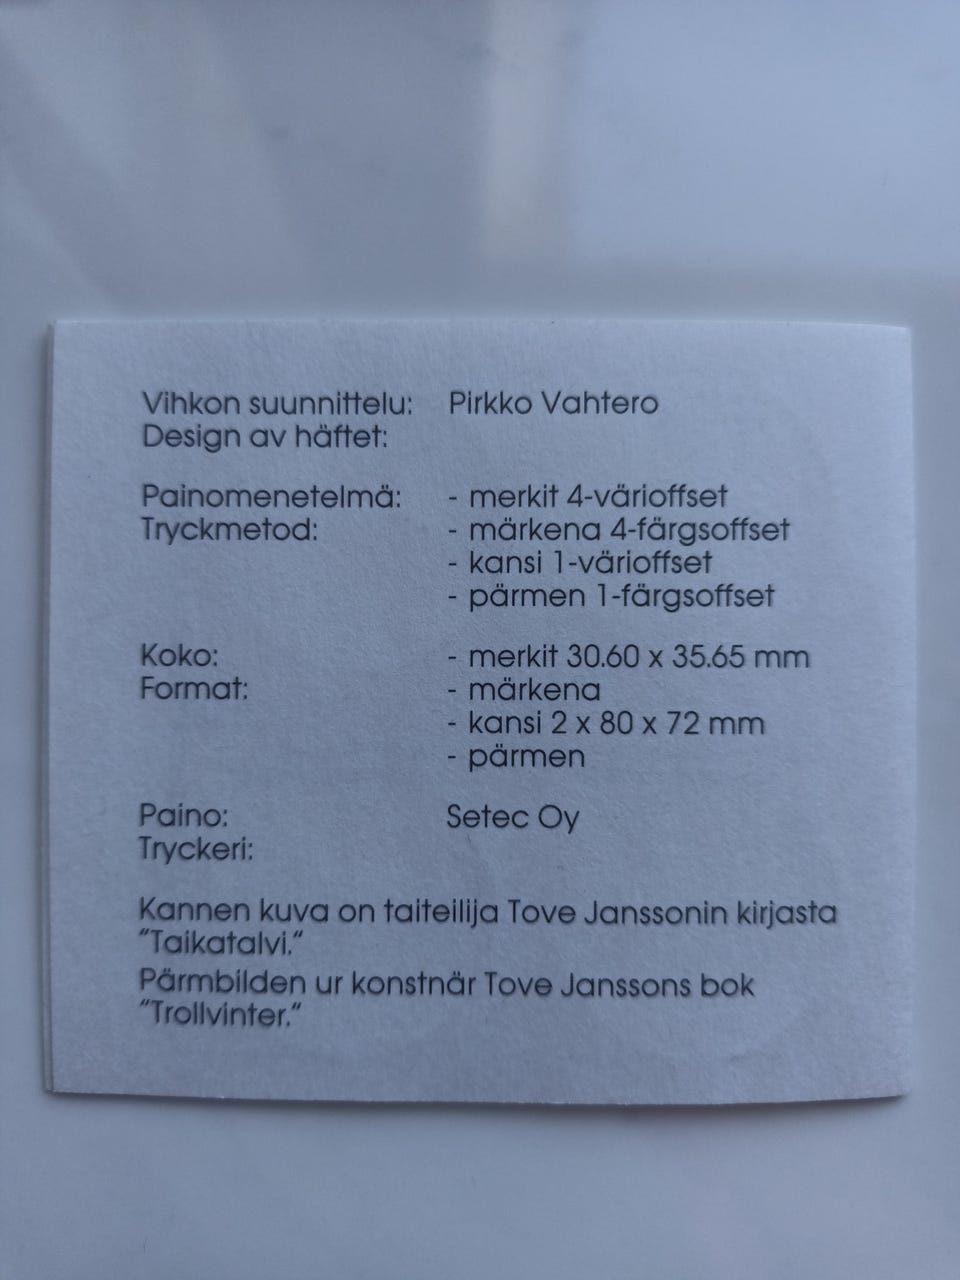 Vihkon suunnittelu: Pirkko Vahtero
Design av häftet:
Painomenetelmä: - merkit 4-värioffset
Tryckmetod: - märkena 4-färgsoffset
- kansi 1-värioffset
- pärmen 1-färgsoffset
Koko: - merkit 30.60 x 35.65 mm
Format: - märkena
- kansi 2 x 80 x 72 mm
- pärmen
Paino: Setec Oy
Tryckeri:
Kannen kuva on taiteilija Tove Janssonin kirjasta
"Taikatalvi."
Pärmbilden ur konstnär Tove Janssons bok
"Trollvinter."